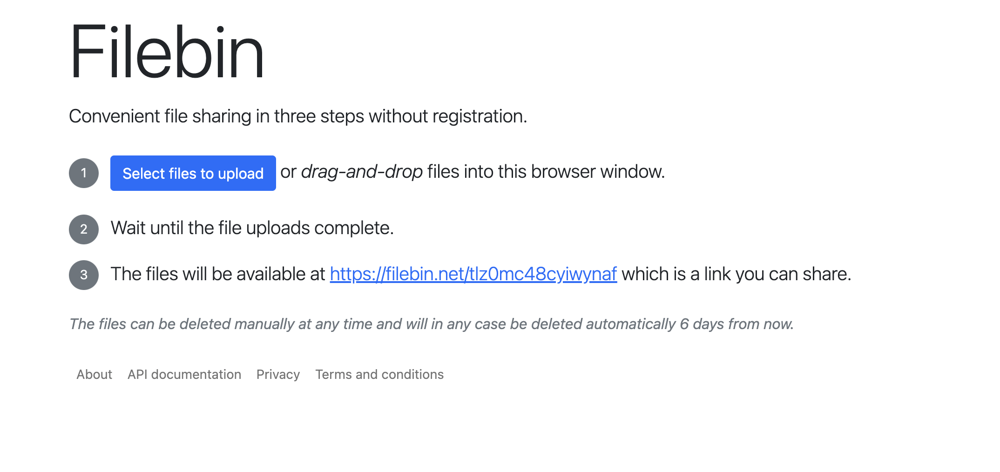 Filebin
Convenient file sharing in three steps without registration.
1 Select files to upload or drag-and-drop files into this browser window.
2 Wait until the file uploads complete.
3 The files will be available at https://filebin.net/tlz0mc48cyiwynaf which is a link you can share.
The files can be deleted manually at any time and will in any case be deleted automatically 6 days from now.
About API documentation Privacy Terms and conditions